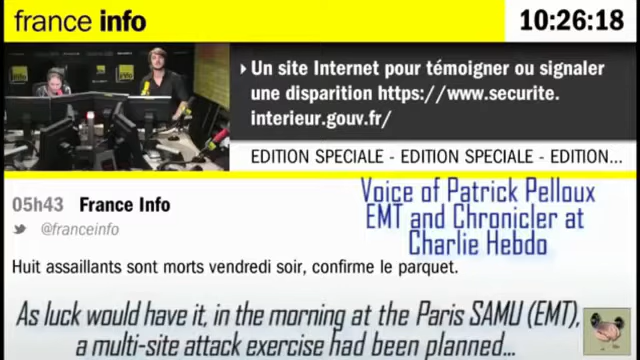 france info
10:26:18
Un site Internet pour témoigner ou signaler
une disparition https://www.securite.
interieur.gouv.fr/
EDITION SPECIALE - EDITION SPECIALE - EDITION...
05h43 France Info
@franceinfo
Huit assaillants sont morts vendredi soir, confirme le parquet.
Voice of Patrick Pelloux
EMT and Chronicler at
Charlie Hebdo
As luck would have it, in the morning at the Paris SAMU (EMT),
a multi-site attack exercise had been planned...